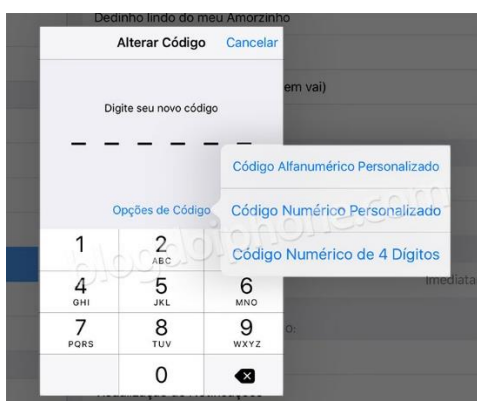 Dedinho lindo do meu Amorzinho
Alterar Código
Cancelar
em vai)
Digite seu novo código
Código Alfanumérico Personalizado
Opções de Código
Código Numérico Personalizado
Código Numérico de 4 Dígitos
blogdoiphone.com
1
2
ABC
Imediata
4
GHI
5
JKL
6
MNO
7
PQRS
8
TUV
9
WXYZ
o:
0